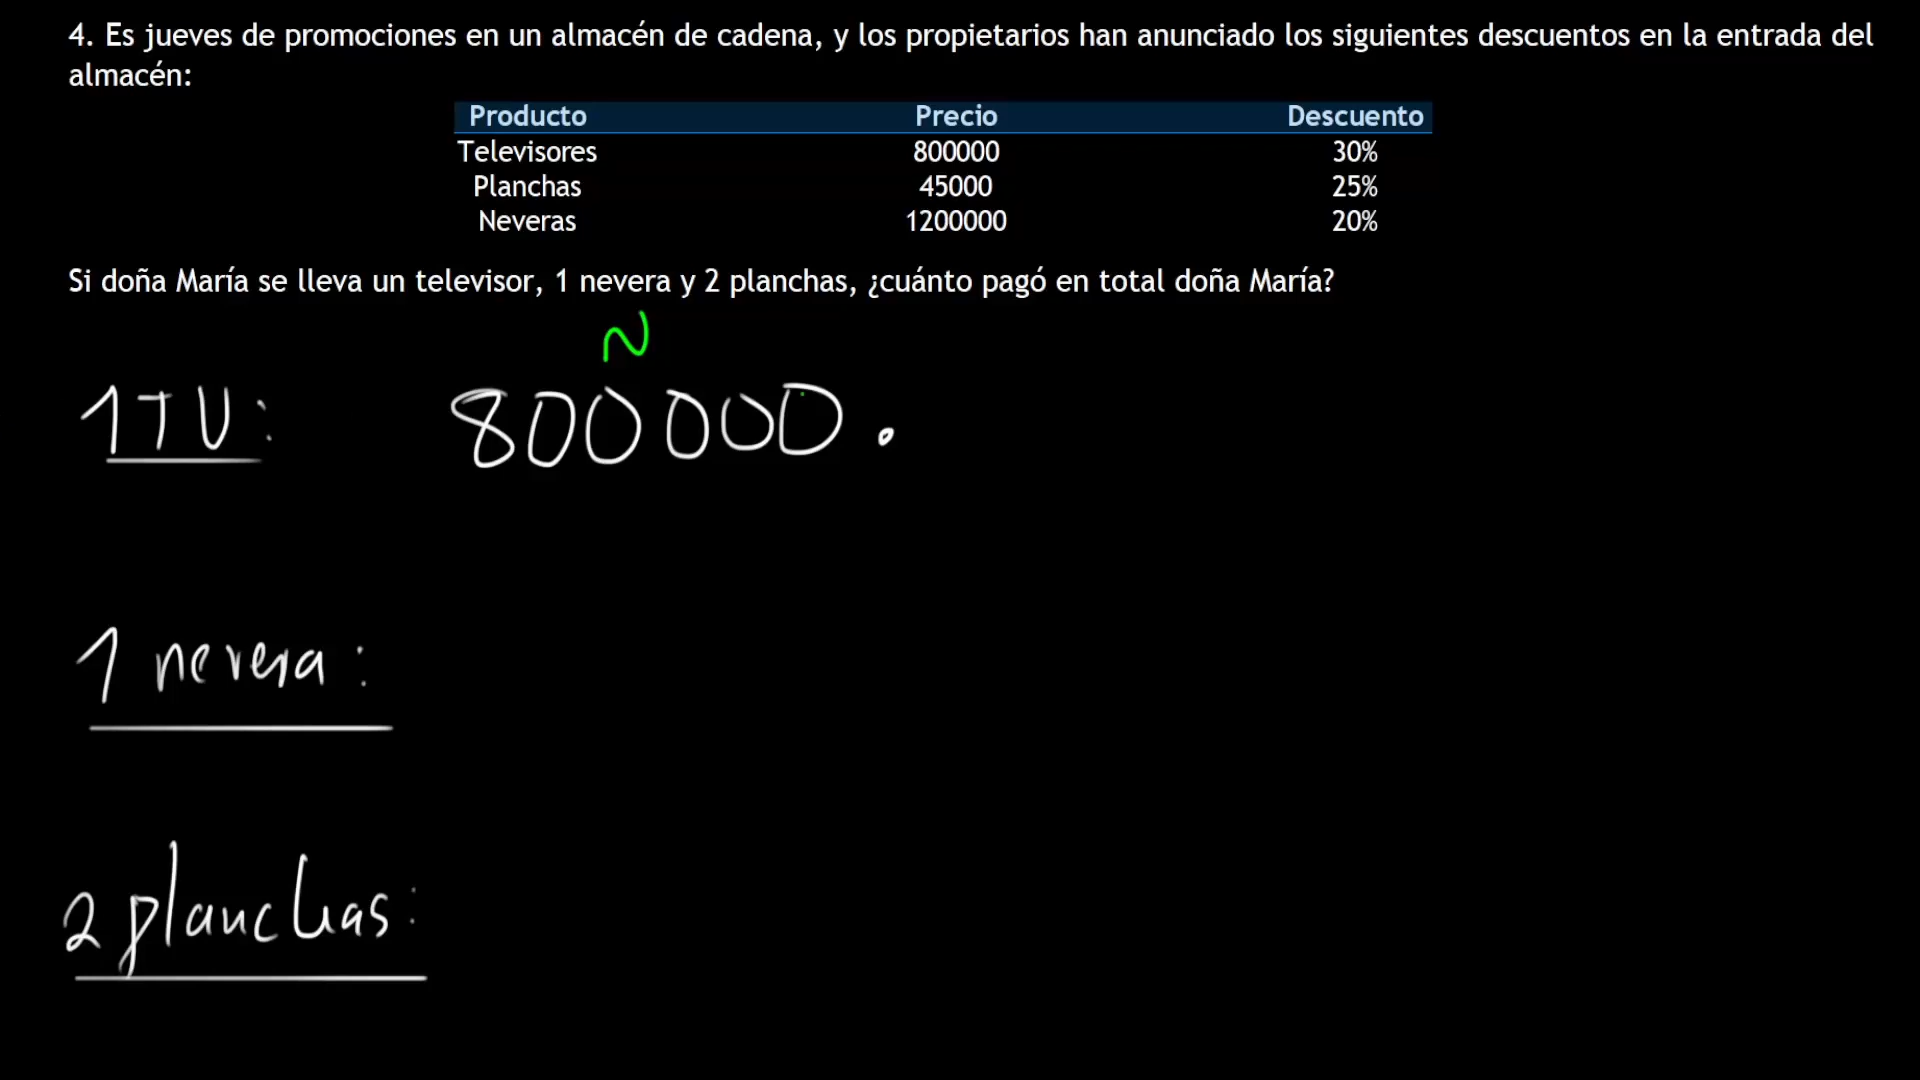 4. Es jueves de promociones en un almacén de cadena, y los propietarios han anunciado los siguientes descuentos en la entrada del
almacén:
Producto Precio Descuento
Televisores 800000 30%
Planchas 45000 25%
Neveras 1200000 20%
Si doña María se lleva un televisor, 1 nevera y 2 planchas, ¿cuánto pagó en total doña María?
N
1TV: 800000.
1 nevera:
2 planchas: